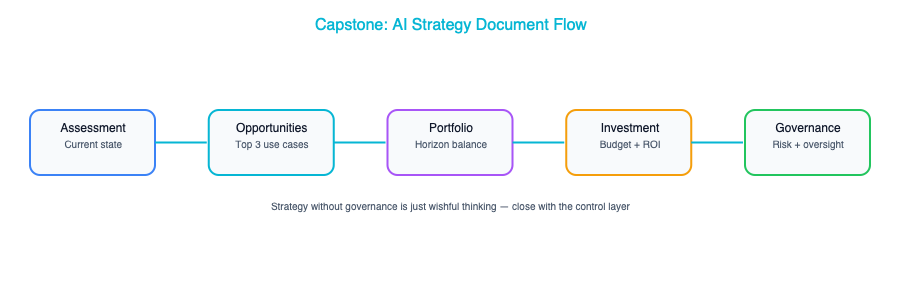 Capstone: AI Strategy Document Flow
Assessment
Current state
Opportunities
Top 3 use cases
Portfolio
Horizon balance
Investment
Budget + ROI
Governance
Risk + oversight
Strategy without governance is just wishful thinking — close with the control layer